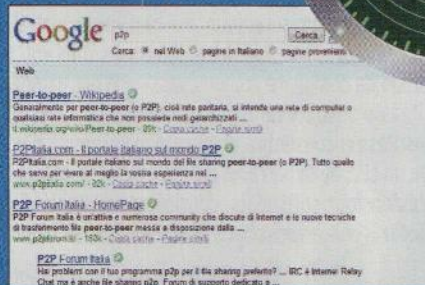 Google
p2p
Cerca
Cerca: nel Web pagine in Italiano pagine provenienti
Web
Peer-to-peer - Wikipedia
Generalmente per peer-to-peer (o P2P), cioè rete paritaria, si intende una rete di computer o
qualsiasi rete informatica che non possiede nodi gerarchizzati ...
it.wikipedia.org/wiki/Peer-to-peer - Copia cache - Pagine simili
P2PItalia.com - Il portale italiano sul mondo P2P
P2PItalia.com - Il portale italiano sul mondo del file sharing peer-to-peer (o P2P). Tutto quello
che serve per vivere al meglio la vostra esperienza nel ...
www.p2pitalia.com/ - 82k - Copia cache - Pagine simili
P2P Forum Italia - HomePage
P2P Forum Italia è un'attiva e numerosa community che discute di Internet e le nuove tecniche
di trasferimento file peer-to-peer messe a disposizione dalla ...
www.p2pforum.it/ - 150k - Copia cache - Pagine simili
P2P Forum Italia
Hai problemi con il tuo programma p2p per il file sharing preferito? ... IRC è Internet Relay
Chat ma è anche file sharing p2p. Forum di supporto dedicato a ...